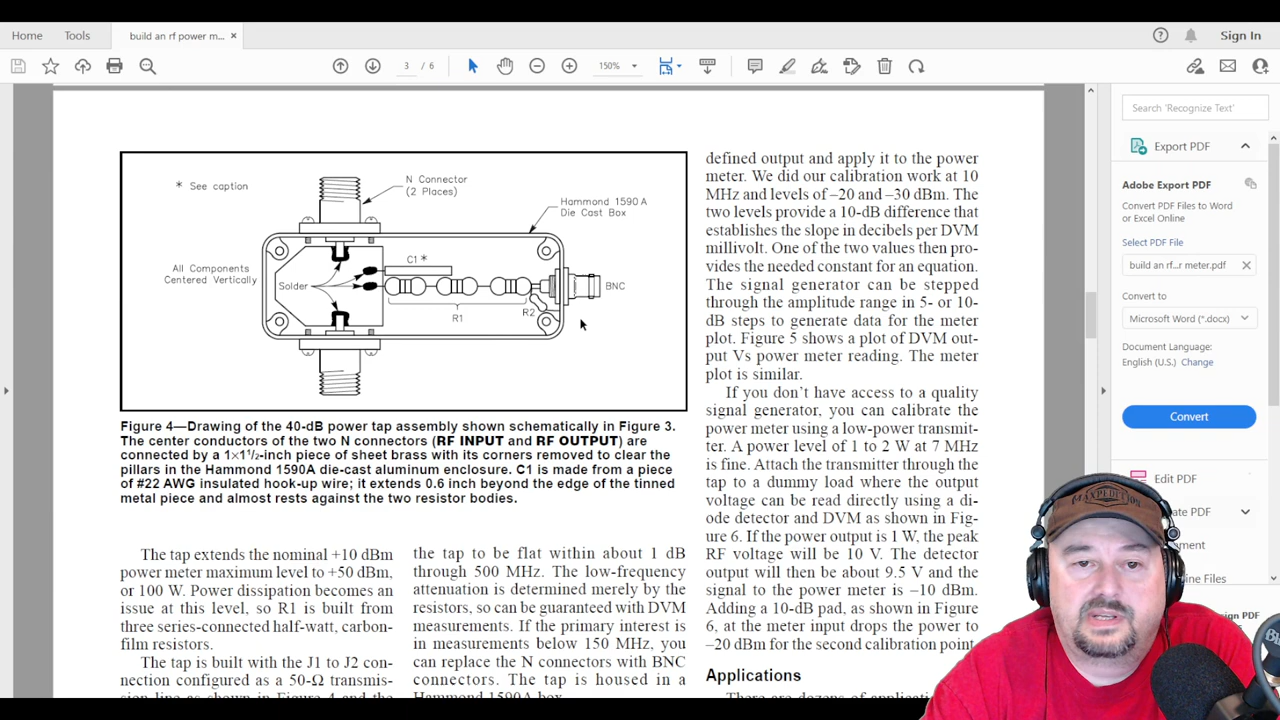 Home
Tools
build an rf power m... ×
Sign In
3 / 6
150%
* See caption
N Connector
(2 Places)
Hammond 1590A
Die Cast Box
All Components
Centered Vertically
Solder
C1 *
R1
R2
BNC
Figure 4—Drawing of the 40-dB power tap assembly shown schematically in Figure 3.
The center conductors of the two N connectors (RF INPUT and RF OUTPUT) are
connected by a 1×1 1/2-inch piece of sheet brass with its corners removed to clear the
pillars in the Hammond 1590A die-cast aluminum enclosure. C1 is made from a piece
of #22 AWG insulated hook-up wire; it extends 0.6 inch beyond the edge of the tinned
metal piece and almost rests against the two resistor bodies.
The tap extends the nominal +10 dBm
power meter maximum level to +50 dBm,
or 100 W. Power dissipation becomes an
issue at this level, so R1 is built from
three series-connected half-watt, carbon-
film resistors.
The tap is built with the J1 to J2 con-
nection configured as a 50-Ω transmis-
sion line as shown in Figure 4 and the
the tap to be flat within about 1 dB
through 500 MHz. The low-frequency
attenuation is determined merely by the
resistors, so can be guaranteed with DVM
measurements. If the primary interest is
in measurements below 150 MHz, you
can replace the N connectors with BNC
connectors. The tap is housed in a
Hammond 1590A box.
defined output and apply it to the power
meter. We did our calibration work at 10
MHz and levels of –20 and –30 dBm. The
two levels provide a 10-dB difference that
establishes the slope in decibels per DVM
millivolt. One of the two values then pro-
vides the needed constant for an equation.
The signal generator can be stepped
through the amplitude range in 5- or 10-
dB steps to generate data for the meter
plot. Figure 5 shows a plot of DVM out-
put Vs power meter reading. The meter
plot is similar.
If you don't have access to a quality
signal generator, you can calibrate the
power meter using a low-power transmit-
ter. A power level of 1 to 2 W at 7 MHz
is fine. Attach the transmitter through the
tap to a dummy load where the output
voltage can be read directly using a di-
ode detector and DVM as shown in Fig-
ure 6. If the power output is 1 W, the peak
RF voltage will be 10 V. The detector
output will then be about 9.5 V and the
signal to the power meter is –10 dBm.
Adding a 10-dB pad, as shown in Figure
6, at the meter input drops the power to
–20 dBm for the second calibration point.
Applications
There are dozens of
Search 'Recognize Text'
Export PDF
Adobe Export PDF
Convert PDF Files to Word
or Excel Online
Select PDF File
build an rf...r meter.pdf ×
Convert to
Microsoft Word (*.docx)
Document Language:
English (U.S.) Change
Convert
Edit PDF
PDF